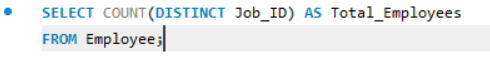 SELECT COUNT(DISTINCT Job_ID) AS Total_Employees
FROM Employee;